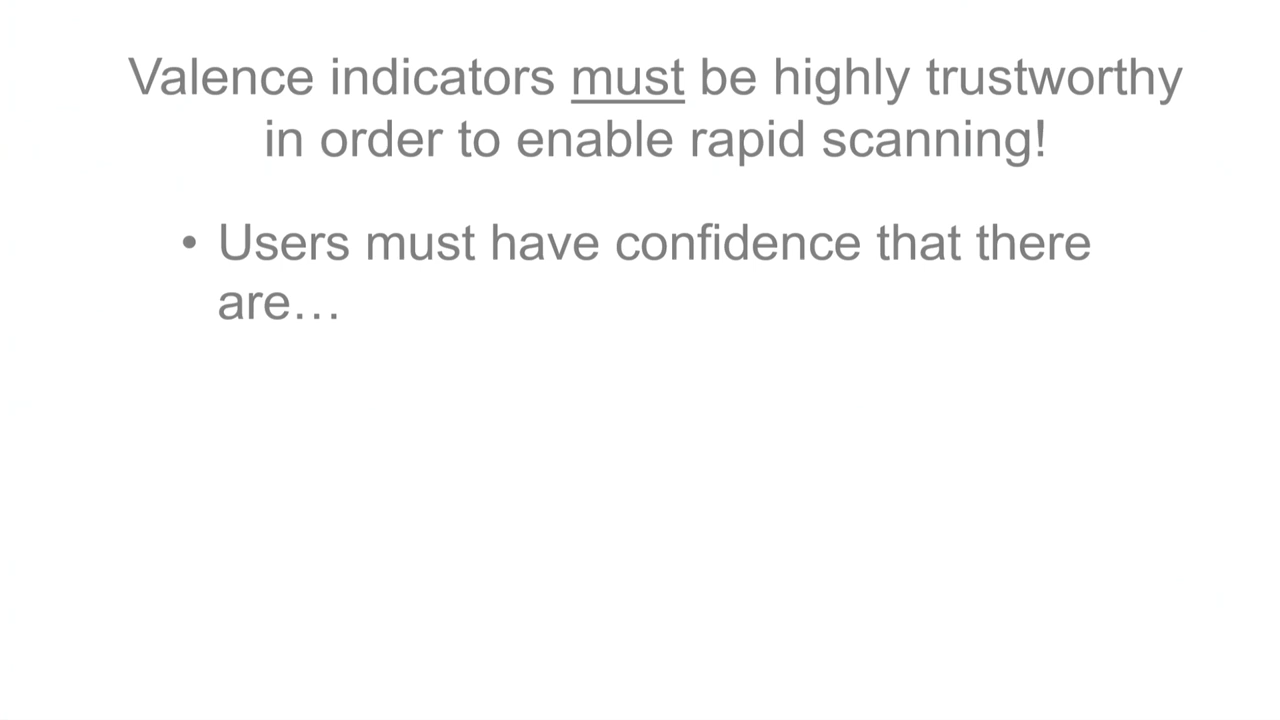 Valence indicators must be highly trustworthy
in order to enable rapid scanning!
• Users must have confidence that there
are…